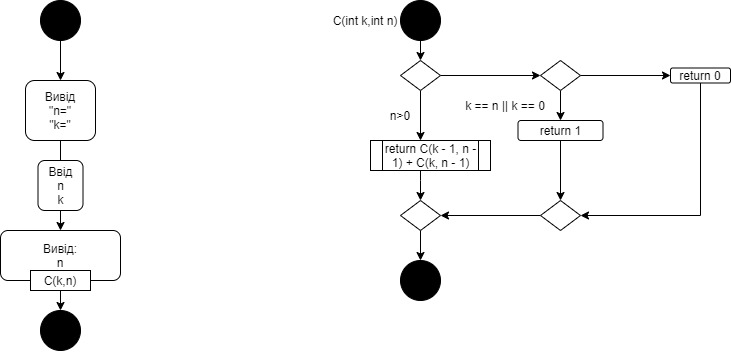 Вивід
"n="
"k="
Ввід
n
k
Вивід:
n
C(k,n)
C(int k,int n)
n>0
k == n || k == 0
return 0
return 1
return C(k - 1, n -
1) + C(k, n - 1)